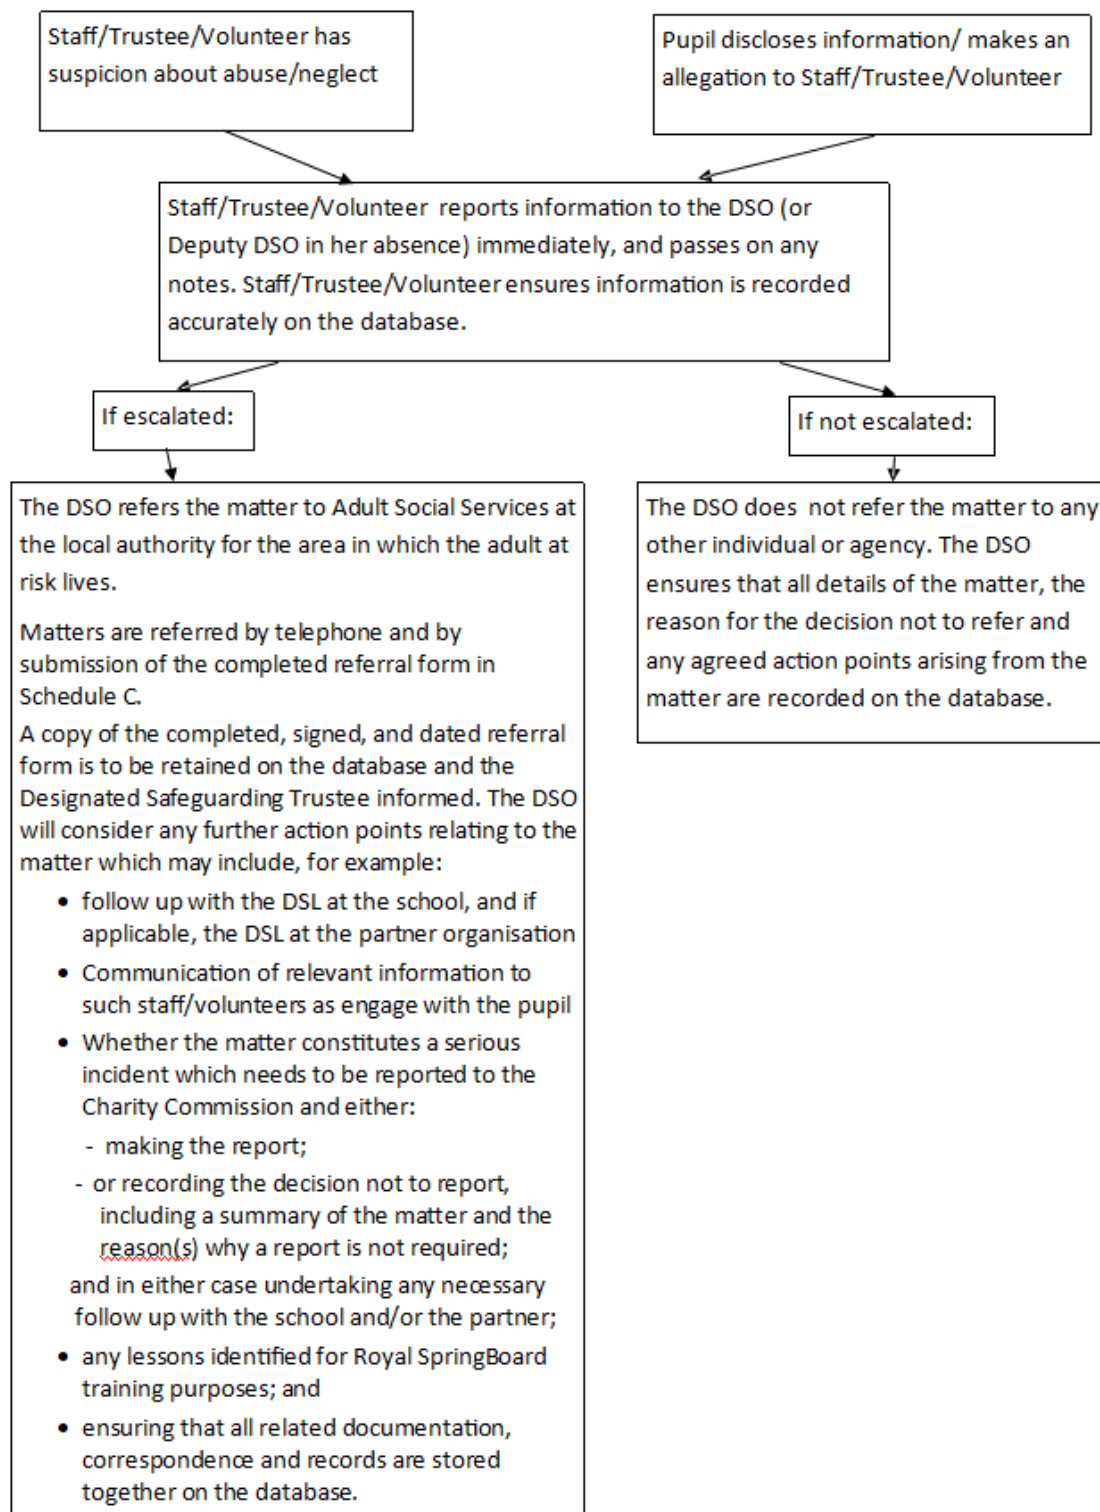 Staff/Trustee/Volunteer has
suspicion about abuse/neglect
Pupil discloses information/ makes an
allegation to Staff/Trustee/Volunteer
Staff/Trustee/Volunteer reports information to the DSO (or
Deputy DSO in her absence) immediately, and passes on any
notes. Staff/Trustee/Volunteer ensures information is recorded
accurately on the database.
If escalated:
If not escalated:
The DSO refers the matter to Adult Social Services at
the local authority for the area in which the adult at
risk lives.
Matters are referred by telephone and by
submission of the completed referral form in
Schedule C.
A copy of the completed, signed, and dated referral
form is to be retained on the database and the
Designated Safeguarding Trustee informed. The DSO
will consider any further action points relating to the
matter which may include, for example:
• follow up with the DSL at the school, and if
applicable, the DSL at the partner organisation
• Communication of relevant information to
such staff/volunteers as engage with the pupil
• Whether the matter constitutes a serious
incident which needs to be reported to the
Charity Commission and either:
- making the report;
- or recording the decision not to report,
including a summary of the matter and the
reason(s) why a report is not required;
and in either case undertaking any necessary
follow up with the school and/or the partner;
• any lessons identified for Royal SpringBoard
training purposes; and
• ensuring that all related documentation,
correspondence and records are stored
together on the database.
The DSO does not refer the matter to any
other individual or agency. The DSO
ensures that all details of the matter, the
reason for the decision not to refer and
any agreed action points arising from the
matter are recorded on the database.